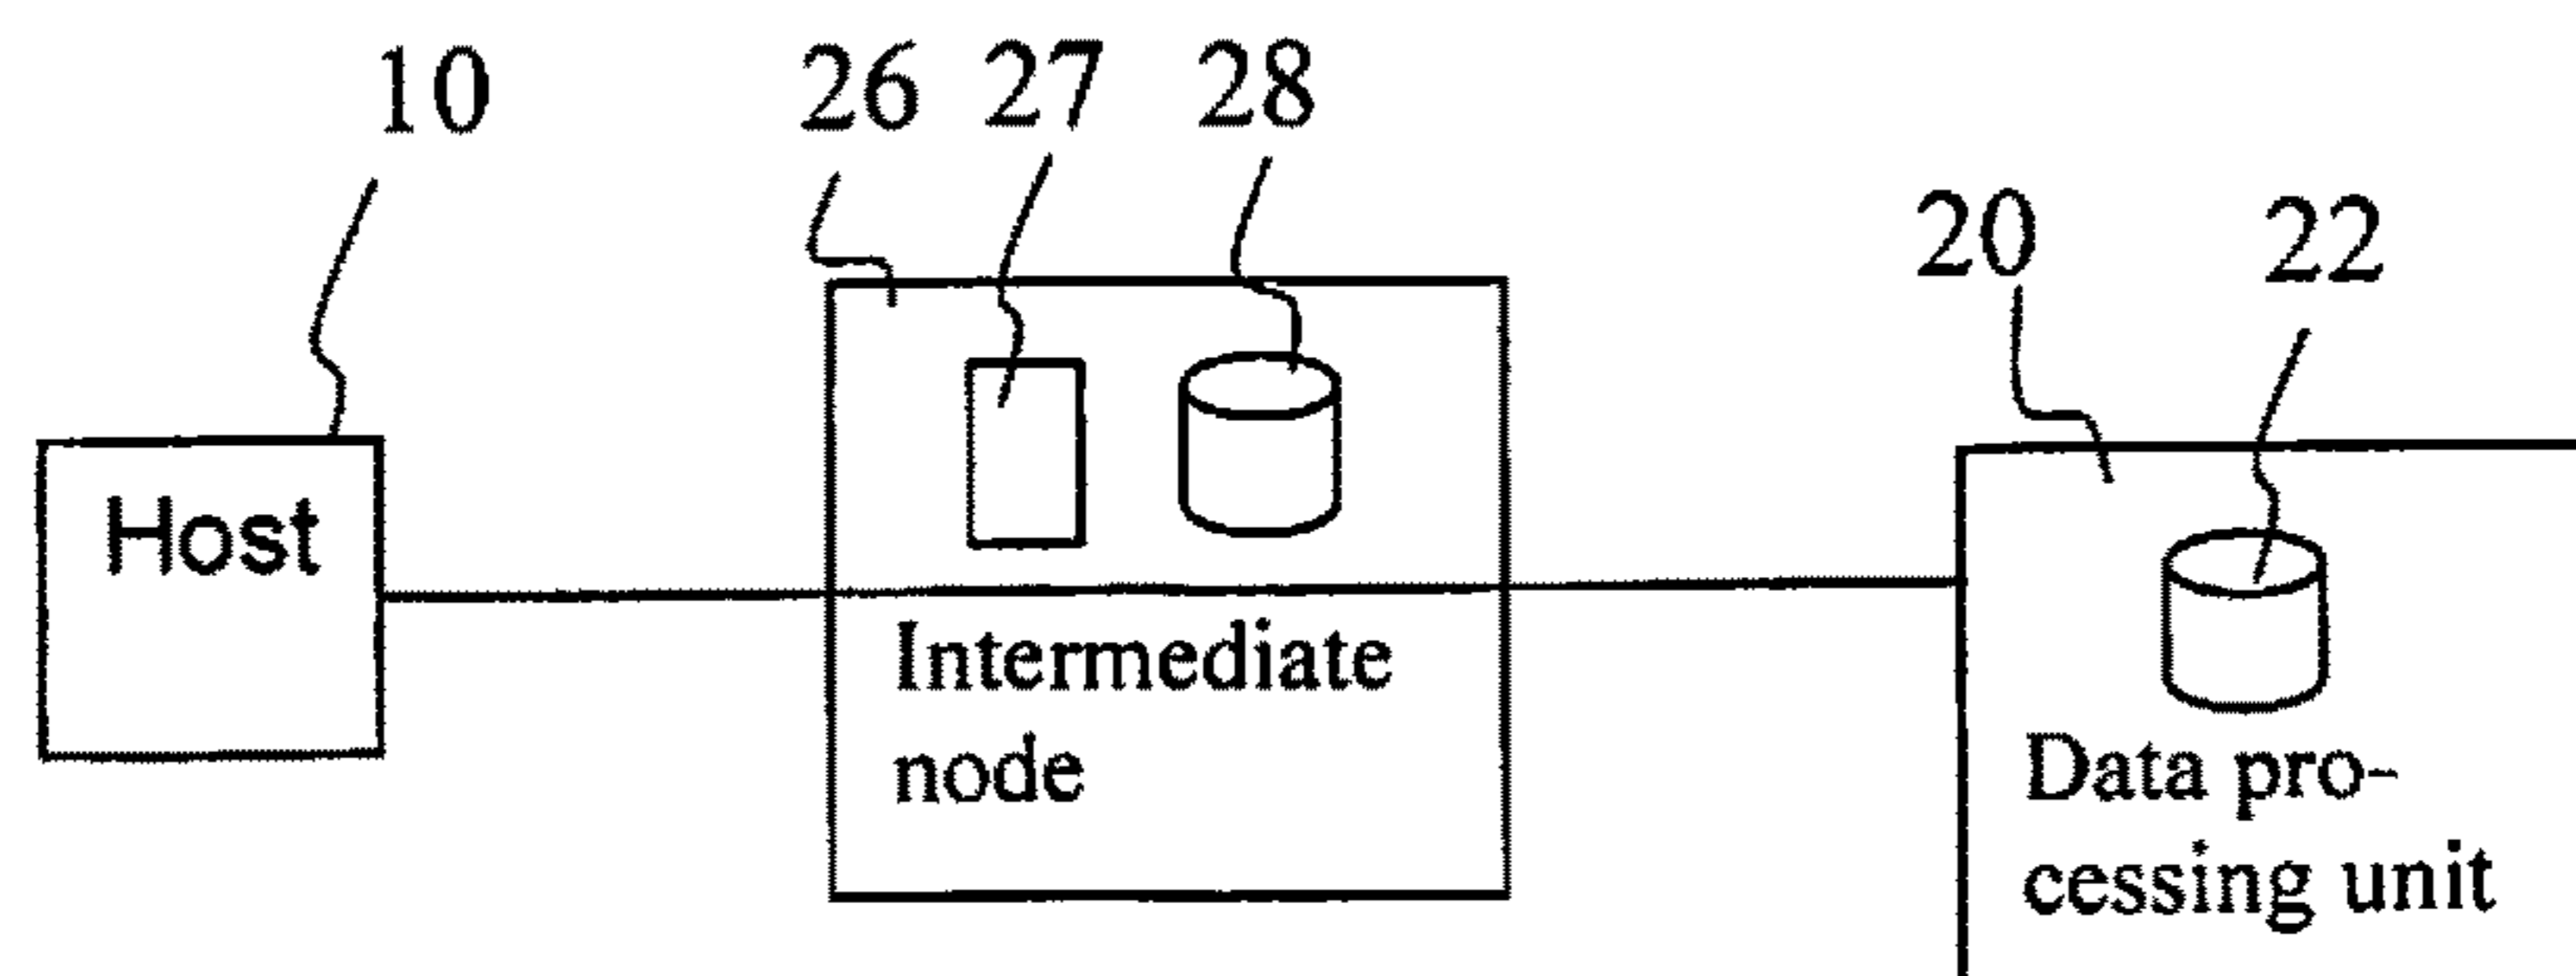 10
26 27 28
20 22
Host
Intermediate
node
Data pro-
cessing unit